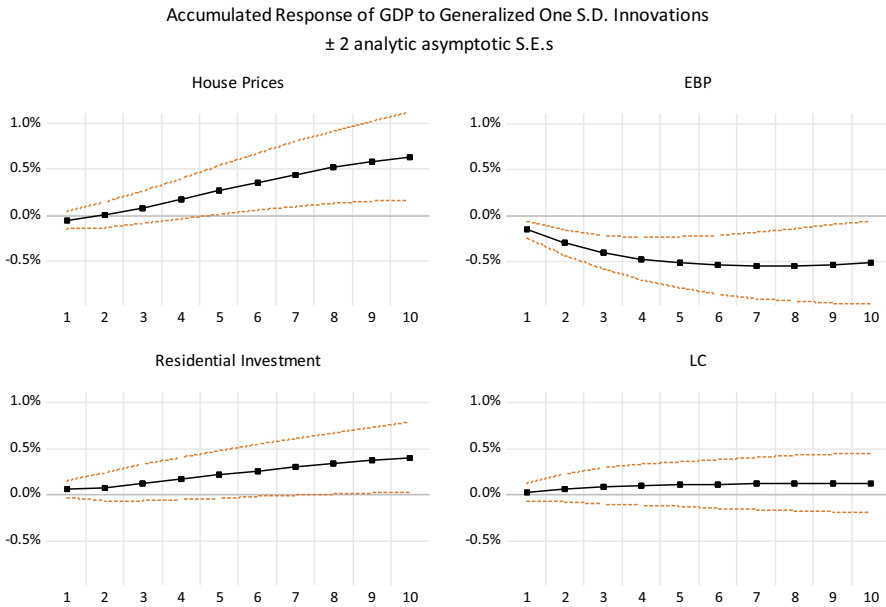 Accumulated Response of GDP to Generalized One S.D. Innovations
± 2 analytic asymptotic S.E.s
House Prices
1.0%
0.5%
0.0%
-0.5%
1 2 3 4 5 6 7 8 9 10
EBP
1.0%
0.5%
0.0%
-0.5%
1 2 3 4 5 6 7 8 9 10
Residential Investment
1.0%
0.5%
0.0%
-0.5%
1 2 3 4 5 6 7 8 9 10
LC
1.0%
0.5%
0.0%
-0.5%
1 2 3 4 5 6 7 8 9 10